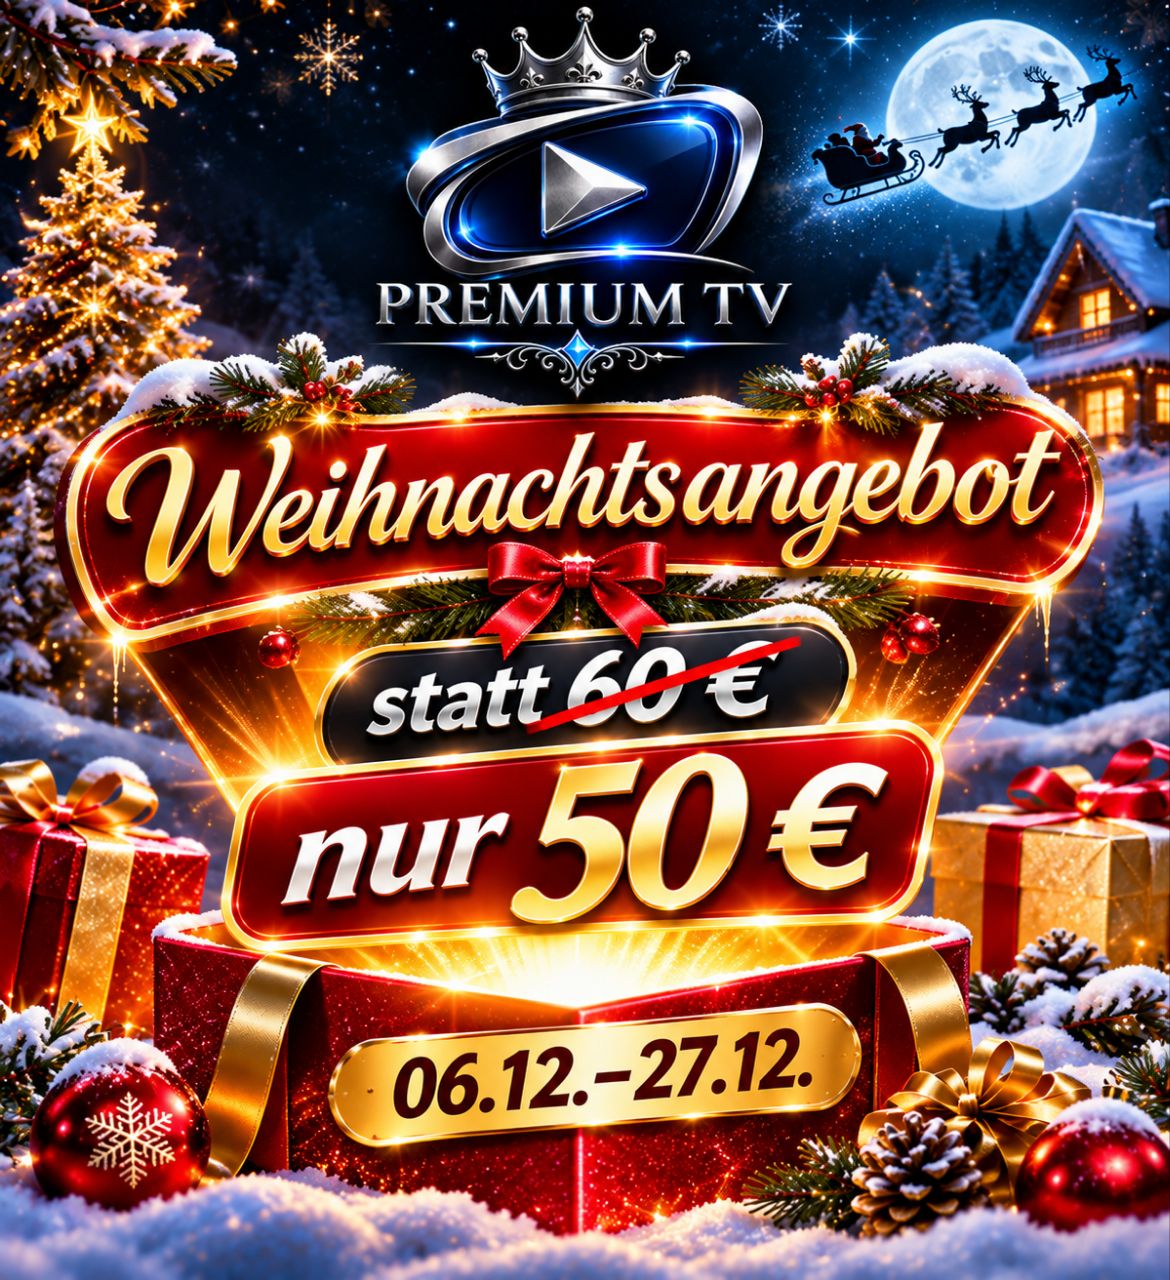 PREMIUM TV
Weihnachtsangebot
statt 60 €
nur 50 €
06.12.–27.12.